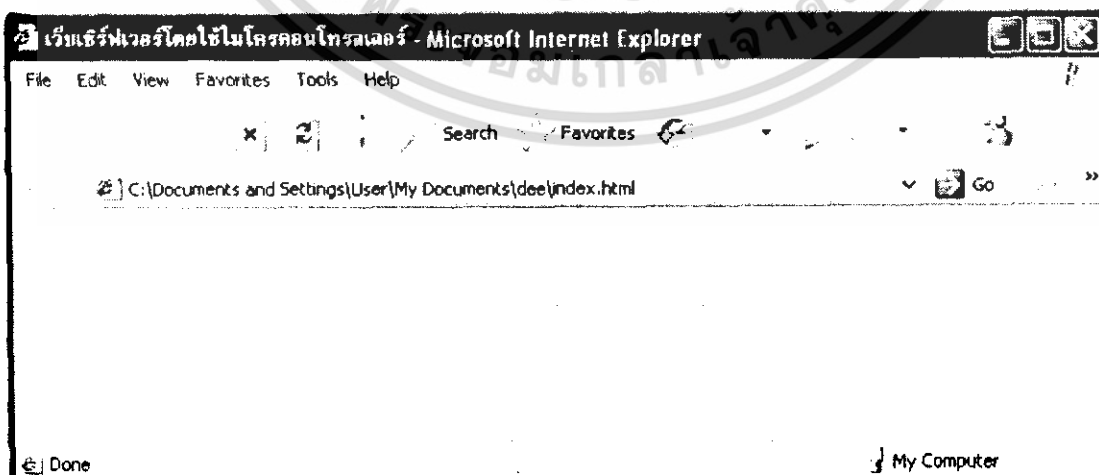 เว็บเซิร์ฟเวอร์โดยใช้ไมโครคอนโทรลเลอร์ - Microsoft Internet Explorer
File Edit View Favorites Tools Help
Search Favorites
C:\Documents and Settings\User\My Documents\dee\index.html Go
Done My Computer